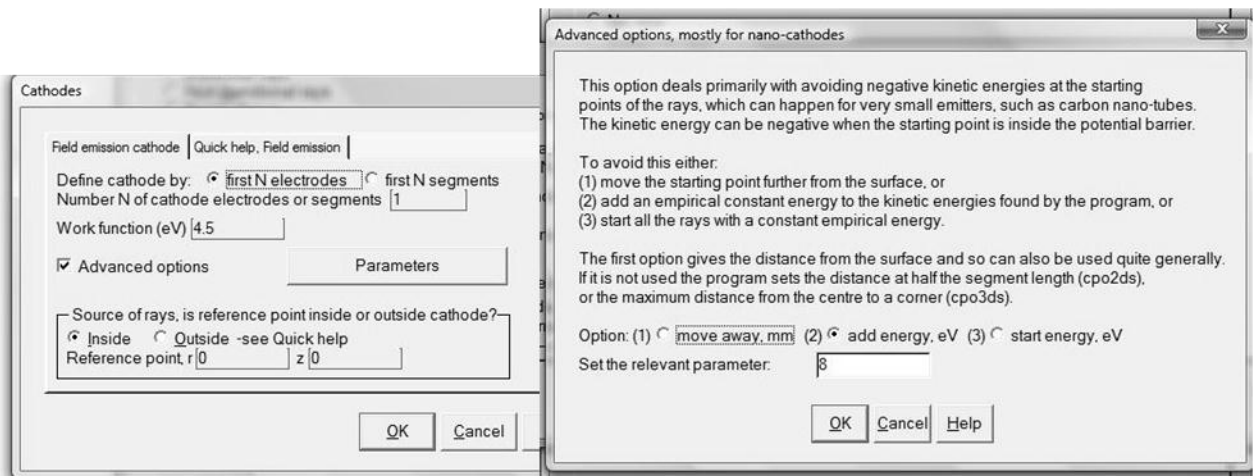 Cathodes
Field emission cathode
Quick help, Field emission
Define cathode by:
first N electrodes
first N segments
Number N of cathode electrodes or segments
1
Work function (eV)
4.5
Advanced options
Parameters
Source of rays, is reference point inside or outside cathode?
Inside
Outside -see Quick help
Reference point, r
0
z
0
OK
Cancel
Advanced options, mostly for nano-cathodes
This option deals primarily with avoiding negative kinetic energies at the starting
points of the rays, which can happen for very small emitters, such as carbon nano-tubes.
The kinetic energy can be negative when the starting point is inside the potential barrier.
To avoid this either:
(1) move the starting point further from the surface, or
(2) add an empirical constant energy to the kinetic energies found by the program, or
(3) start all the rays with a constant empirical energy.
The first option gives the distance from the surface and so can also be used quite generally.
If it is not used the program sets the distance at half the segment length (cpo2ds),
or the maximum distance from the centre to a corner (cpo3ds).
Option: (1) move away, mm (2) add energy, eV (3) start energy, eV
Set the relevant parameter:
8
OK
Cancel
Help